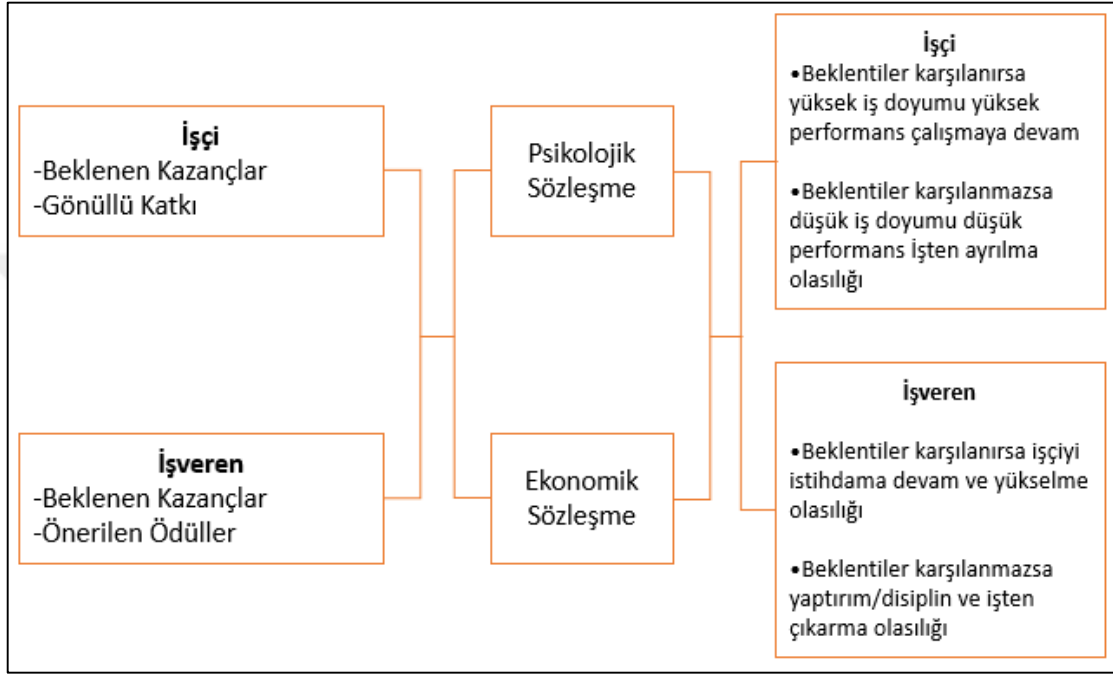 İşçi
-Beklenen Kazançlar
-Gönüllü Katkı
İşveren
-Beklenen Kazançlar
-Önerilen Ödüller
Psikolojik
Sözleşme
Ekonomik
Sözleşme
İşçi
•Beklentiler karşılanırsa
yüksek iş doyumu yüksek
performans çalışmaya devam
•Beklentiler karşılanmazsa
düşük iş doyumu düşük
performans İşten ayrılma
olasılığı
İşveren
•Beklentiler karşılanırsa işçiyi
istihdama devam ve yükselme
olasılığı
•Beklentiler karşılanmazsa
yaptırım/disiplin ve işten
çıkarma olasılığı